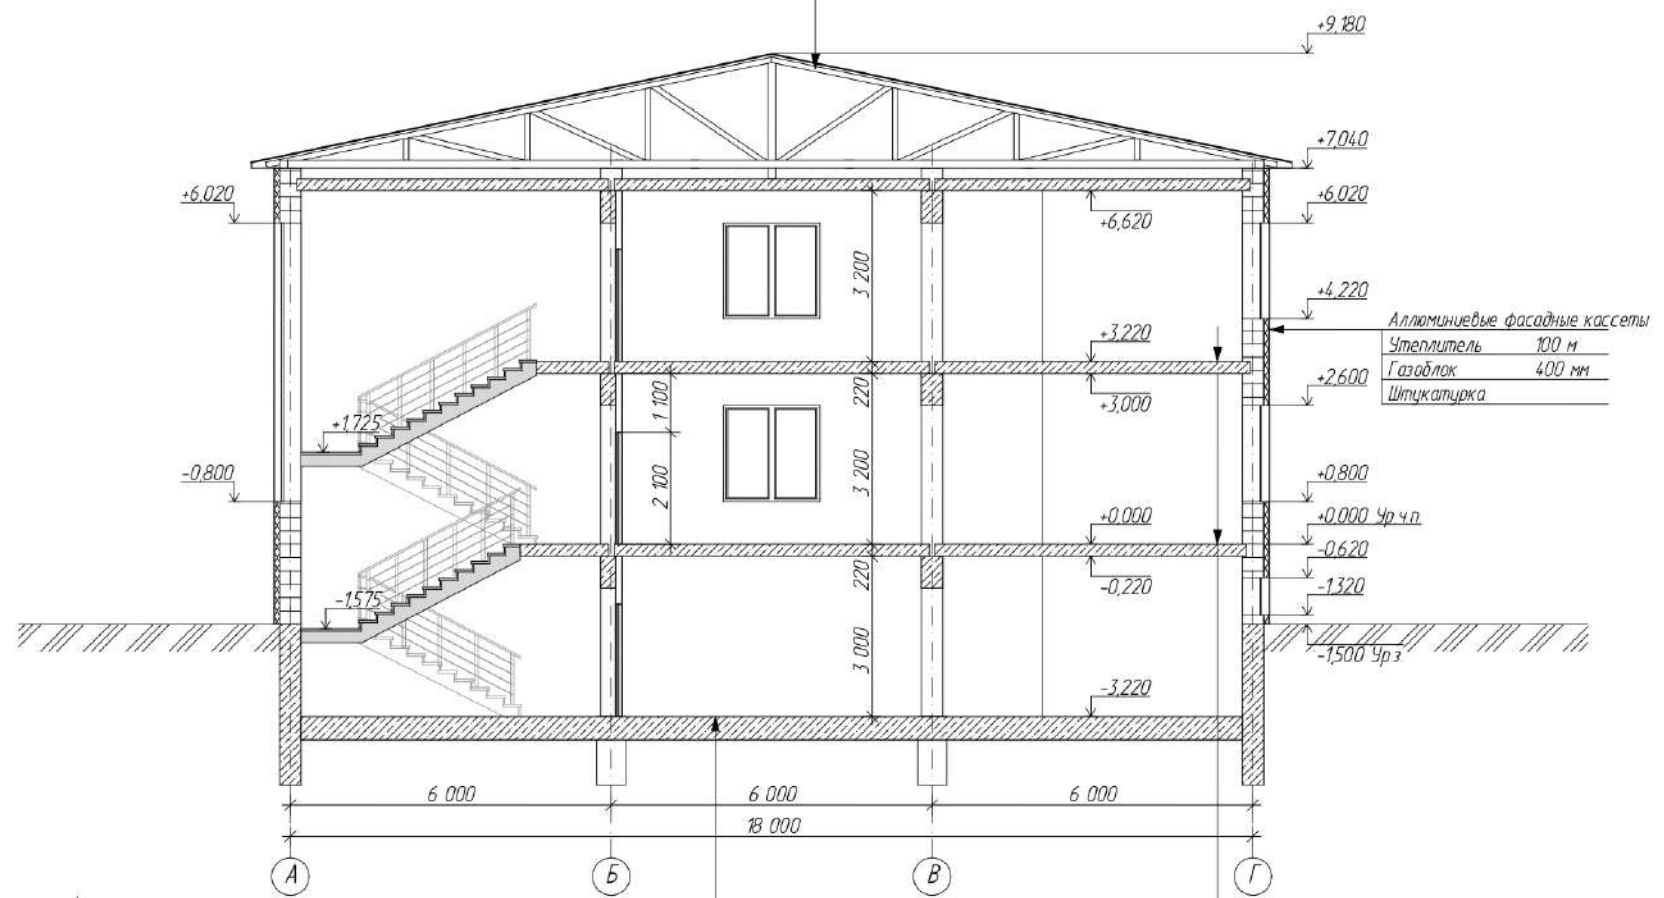 +9,180
+7,040
+6,020
+6,020
+6,620
3 200
+4,220
Аллюминиевые фасадные кассеты
Утеплитель 100 м
Газоблок 400 мм
Штукатурка
+3,220
220
+3,000
+2,600
1 100
+1,725
-0,800
2 100
3 200
+0,800
+0,000
+0,000 Ур.ч.п.
-0,620
220
-0,220
-1,320
-1,575
3 000
-1,500 Ур.з.
-3,220
6 000
6 000
6 000
18 000
А
Б
В
Г